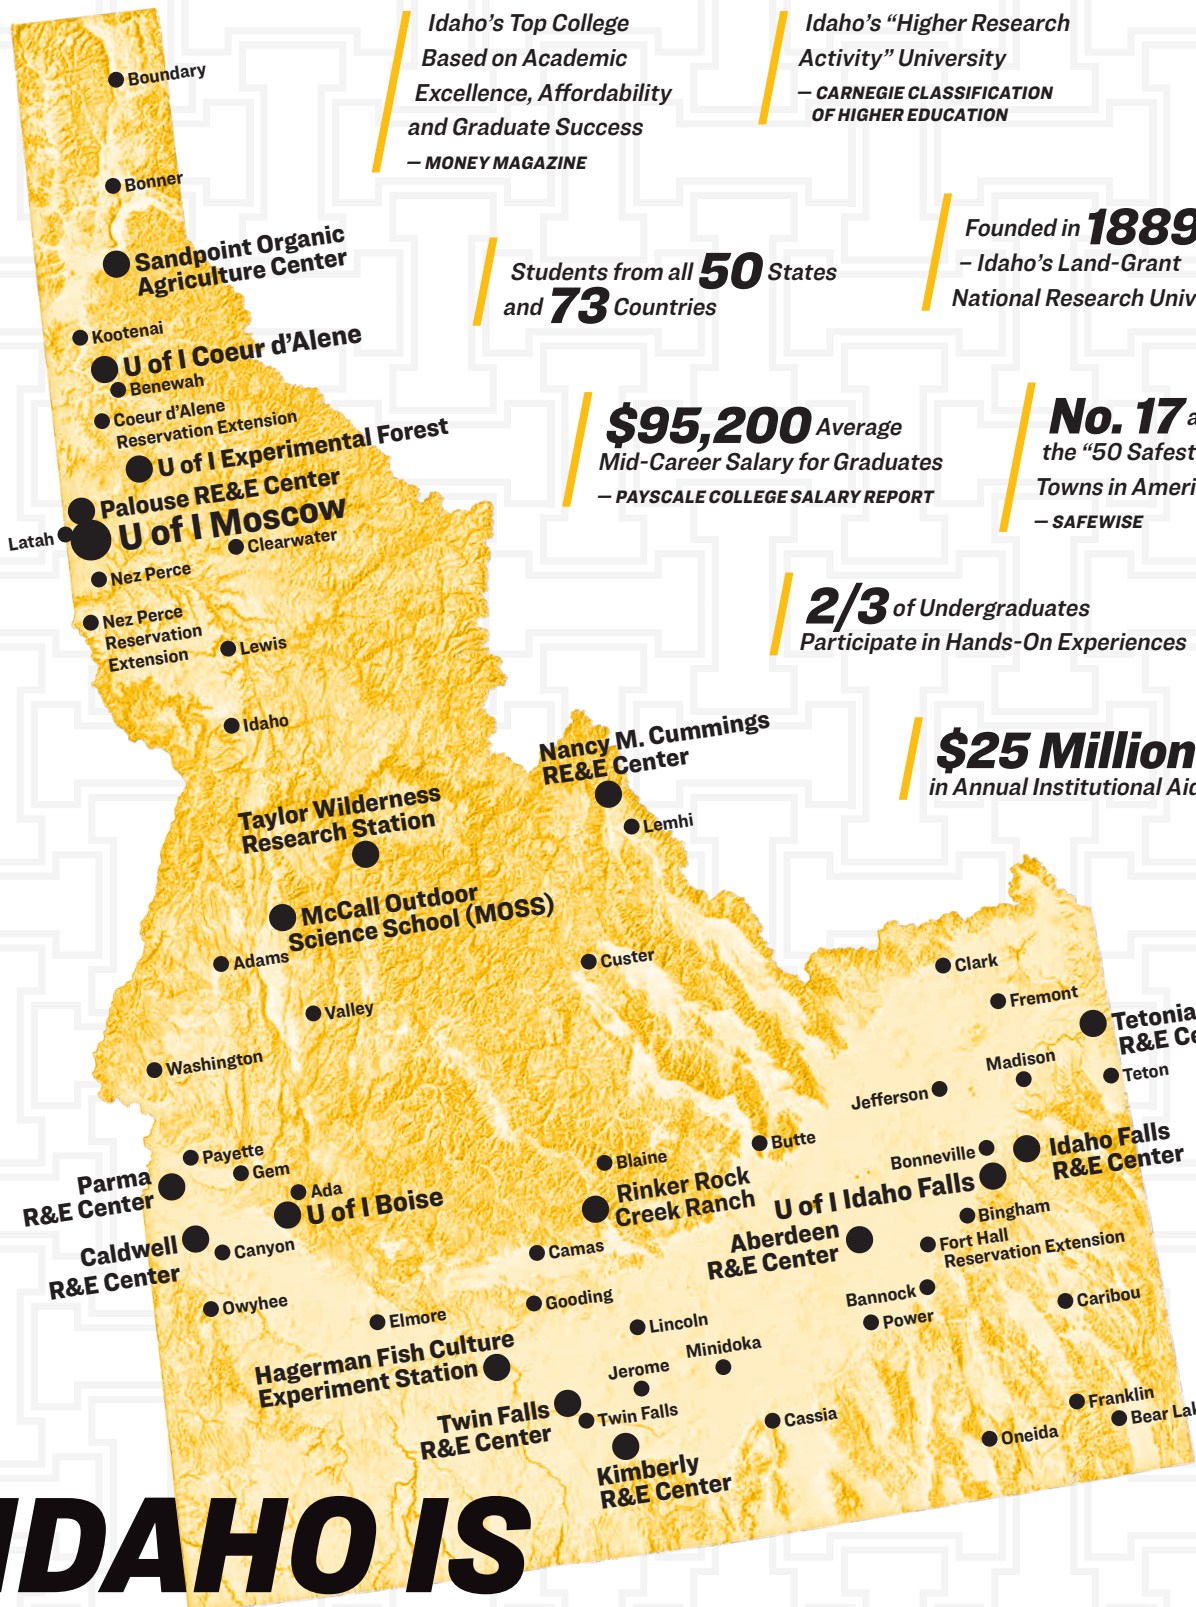 Idaho’s Top College
Based on Academic
Excellence, Affordability
and Graduate Success
— MONEY MAGAZINE
Idaho’s “Higher Research
Activity” University
— CARNEGIE CLASSIFICATION
OF HIGHER EDUCATION
Founded in 1889
– Idaho’s Land-Grant
National Research
Students from all 50 States
and 73 Countries
$95,200 Average
Mid-Career Salary for Graduates
— PAYSCALE COLLEGE SALARY REPORT
No. 17
the “50 Safest
Towns in
— SAFEWISE
2/3 of Undergraduates
Participate in Hands-On Experiences
$25 Million
in Annual Institutional
Boundary
Bonner
Sandpoint Organic
Agriculture Center
Kootenai
U of I Coeur d’Alene
Benewah
Coeur d’Alene
Reservation Extension
U of I Experimental Forest
Palouse RE&E Center
U of I Moscow
Latah
Clearwater
Nez Perce
Nez Perce
Reservation
Extension
Lewis
Idaho
Nancy M. Cummings
RE&E Center
Lemhi
Taylor Wilderness
Research Station
McCall Outdoor
Science School (MOSS)
Adams
Custer
Clark
Valley
Fremont
Tetonia
R&E
Washington
Madison
Teton
Jefferson
Butte
Payette
Gem
Blaine
Bonneville
Idaho Falls
R&E Center
Parma
R&E Center
Ada
U of I Boise
Rinker Rock
Creek Ranch
U of I Idaho Falls
Bingham
Caldwell
R&E Center
Canyon
Camas
Aberdeen
R&E Center
Fort Hall
Reservation Extension
Owyhee
Elmore
Gooding
Lincoln
Bannock
Power
Caribou
Hagerman Fish Culture
Experiment Station
Minidoka
Jerome
Twin Falls
R&E Center
Twin Falls
Cassia
Franklin
Bear
Oneida
Kimberly
R&E Center
IDAHO IS